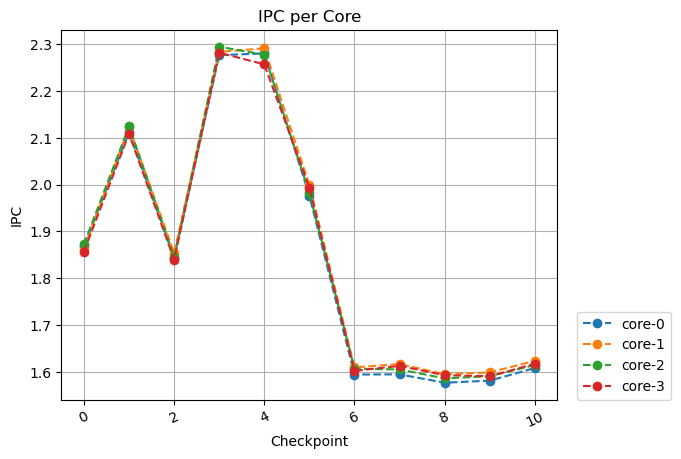 IPC per Core
IPC
2.3
2.2
2.1
2.0
1.9
1.8
1.7
1.6
0
2
4
6
8
10
Checkpoint
core-0
core-1
core-2
core-3